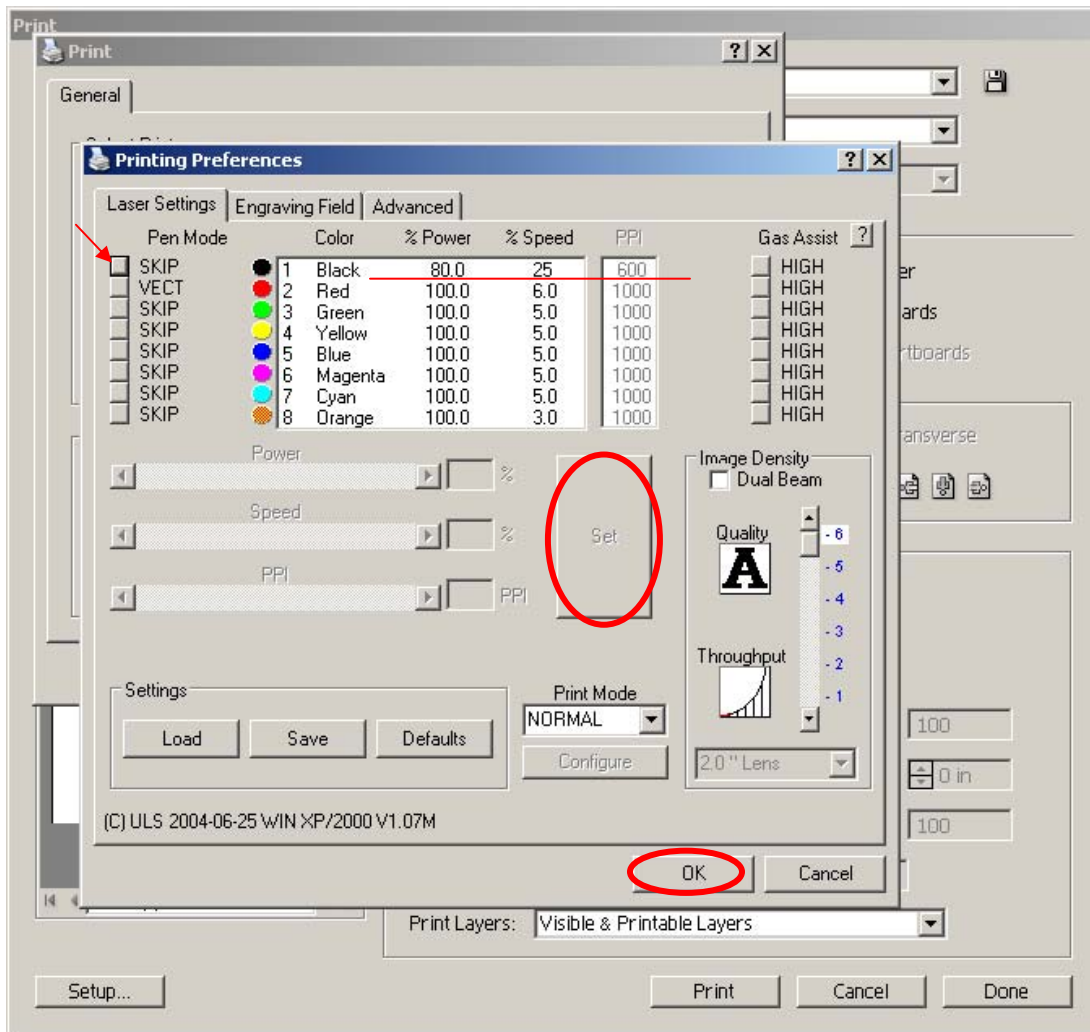 Print
Print
General
Printing Preferences
Laser Settings Engraving Field Advanced
Pen Mode Color % Power % Speed PPI Gas Assist ?
SKIP 1 Black 80.0 25 600 HIGH
VECT 2 Red 100.0 6.0 1000 HIGH
SKIP 3 Green 100.0 5.0 1000 HIGH
SKIP 4 Yellow 100.0 5.0 1000 HIGH
SKIP 5 Blue 100.0 5.0 1000 HIGH
SKIP 6 Magenta 100.0 5.0 1000 HIGH
SKIP 7 Cyan 100.0 5.0 1000 HIGH
SKIP 8 Orange 100.0 3.0 1000 HIGH
er
ards
rtboards
ansverse
Power
%
Speed
%
PPI
PPI
Set
Image Density
Dual Beam
Quality
A
- 6
- 5
- 4
- 3
- 2
- 1
Throughput
2.0 " Lens
Settings
Load Save Defaults
Print Mode
NORMAL
Configure
100
0 in
100
(C) ULS 2004-06-25 WIN XP/2000 V1.07M
OK Cancel
Print Layers: Visible & Printable Layers
Setup... Print Cancel Done